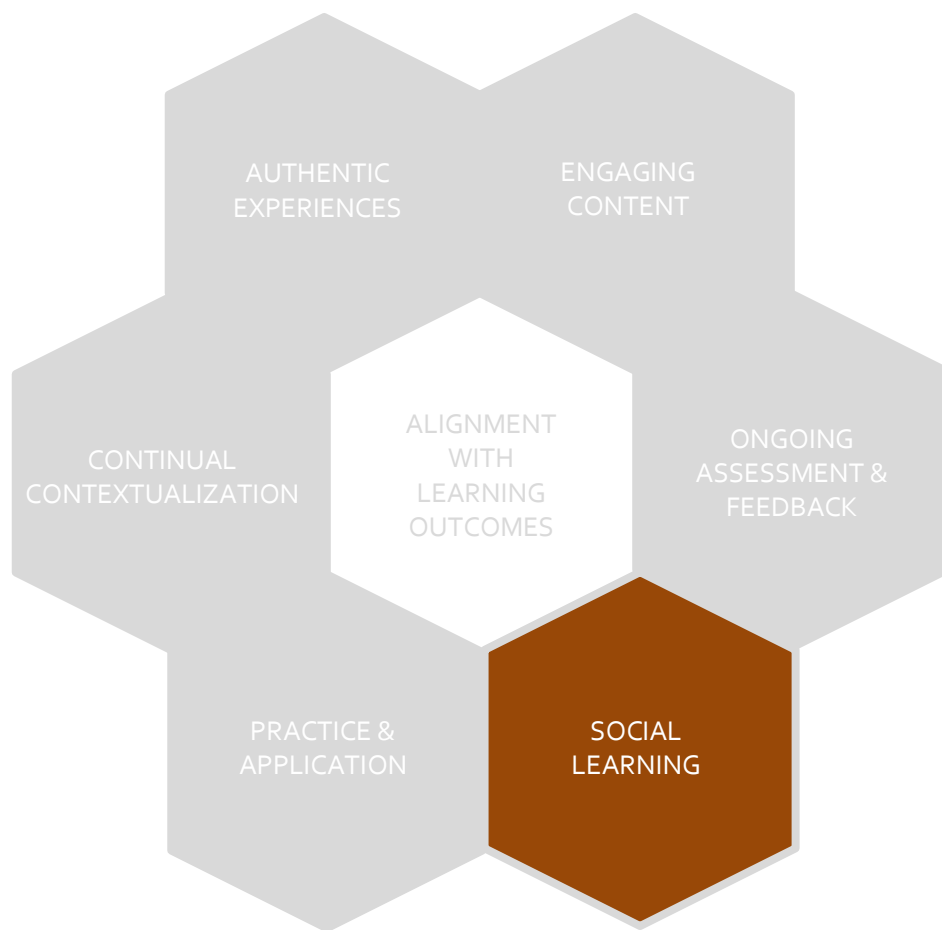 AUTHENTIC
EXPERIENCES
ENGAGING
CONTENT
CONTINUAL
CONTEXTUALIZATION
ALIGNMENT
WITH
LEARNING
OUTCOMES
ONGOING
ASSESSMENT &
FEEDBACK
PRACTICE &
APPLICATION
SOCIAL
LEARNING